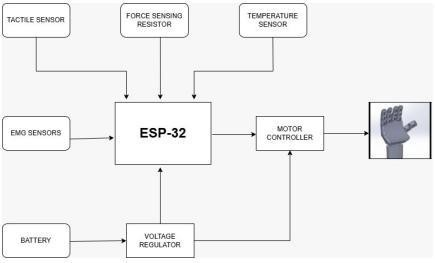 TACTILE SENSOR
FORCE SENSING
RESISTOR
TEMPERATURE
SENSOR
EMG SENSORS
ESP-32
MOTOR
CONTROLLER
BATTERY
VOLTAGE
REGULATOR